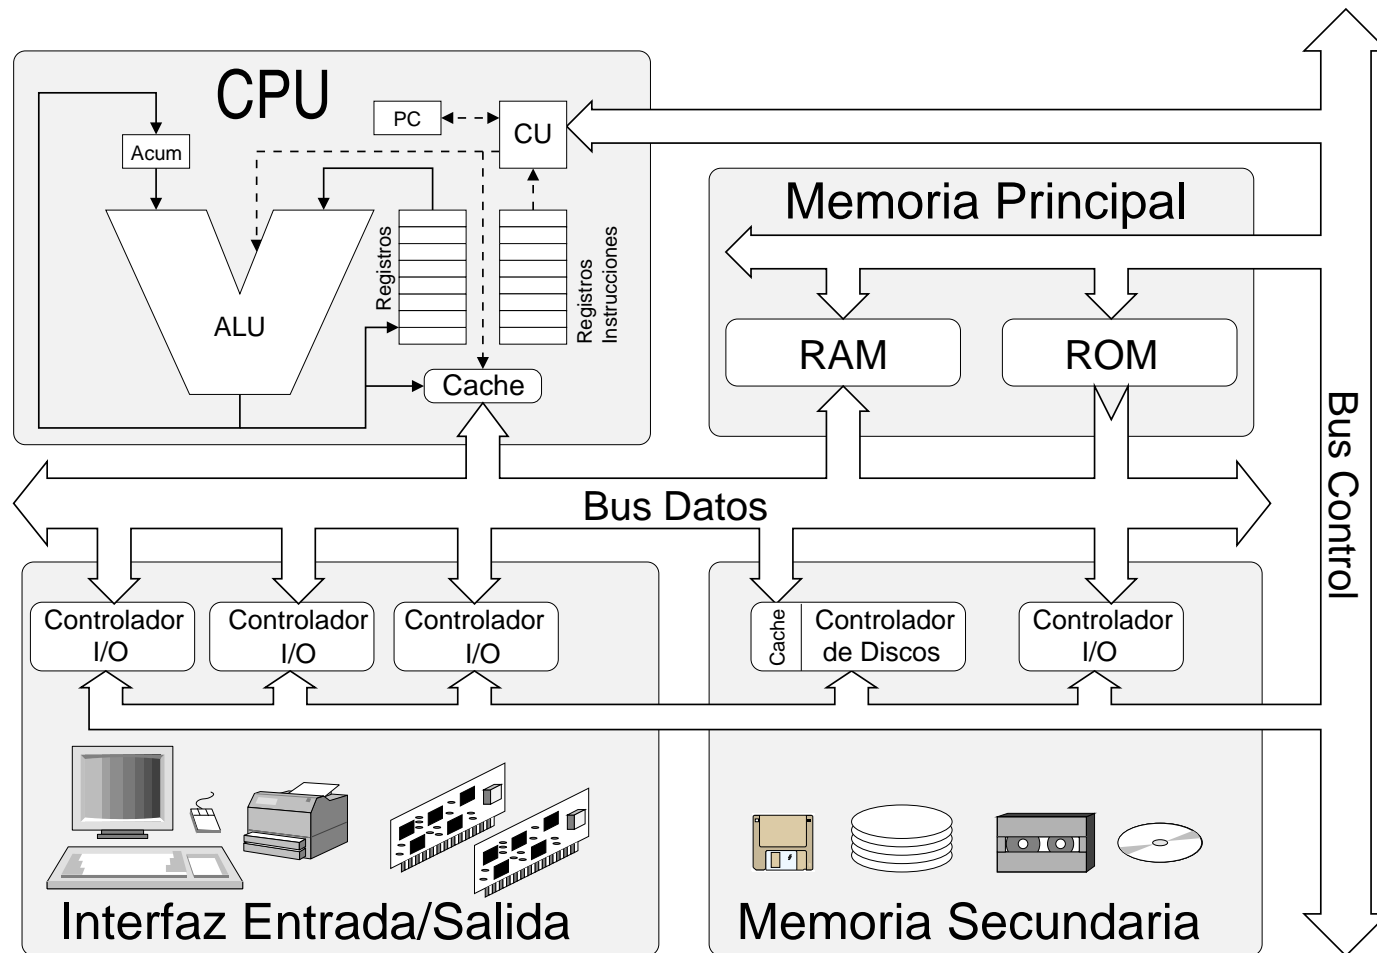 CPU
PC
CU
Acum
ALU
Registros
Registros
Instrucciones
Cache
Memoria Principal
RAM
ROM
Bus Control
Bus Datos
Controlador
I/O
Controlador
I/O
Controlador
I/O
Cache
Controlador
de Discos
Controlador
I/O
Interfaz Entrada/Salida
Memoria Secundaria